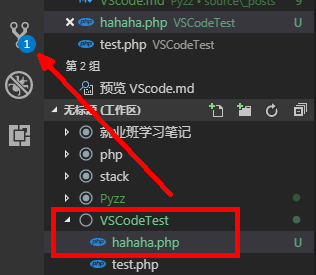 VSCode.md Pyzz • source\_posts 9
hahaha.php VSCodeTest U
test.php VSCodeTest
第 2 组
预览 VScode.md
1
无标题 (工作区)
就业班学习笔记
php
stack
Pyzz
VSCodeTest
php hahaha.php U
php test.php